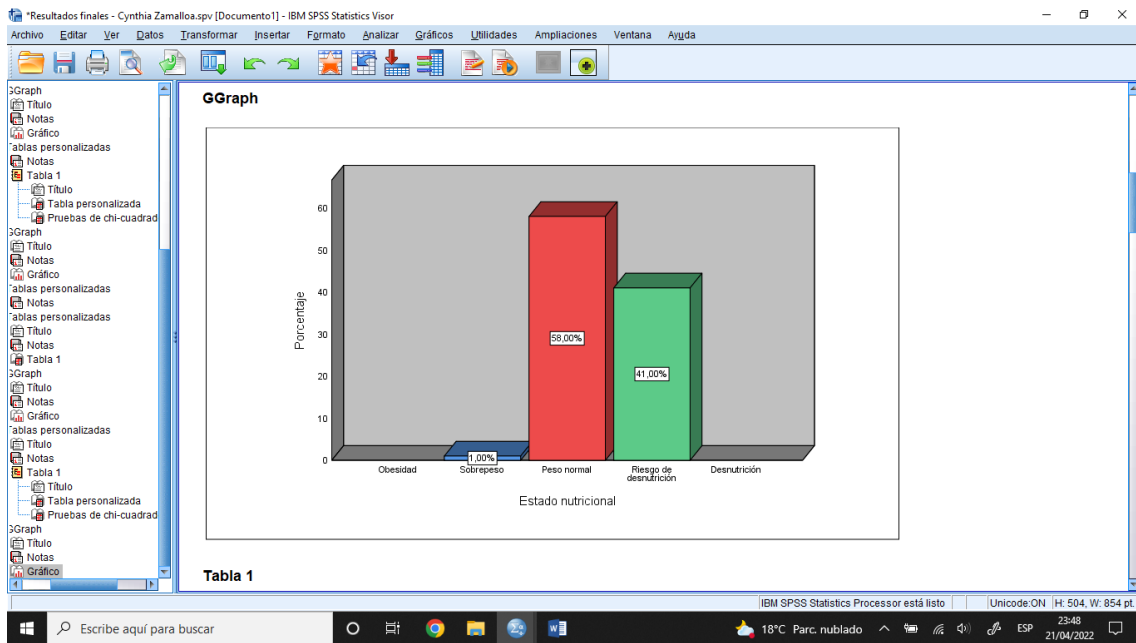 *Resultados finales - Cynthia Zamalloa.spv [Documento1] - IBM SPSS Statistics Visor
Archivo Editar Ver Datos Transformar Insertar Formato Analizar Gráficos Utilidades Ampliaciones Ventana Ayuda
GGraph
Título
Notas
Gráfico
Tablas personalizadas
Notas
Tabla 1
Título
Tabla personalizada
Pruebas de chi-cuadrad
GGraph
Título
Notas
Gráfico
Tablas personalizadas
Notas
Tablas personalizadas
Título
Notas
Tabla 1
GGraph
Título
Notas
Gráfico
Tablas personalizadas
Título
Notas
Tabla 1
Título
Tabla personalizada
Pruebas de chi-cuadrad
GGraph
Título
Notas
Gráfico
GGraph
Porcentaje
60
50
40
30
20
10
0
58,00%
41,00%
1,00%
Obesidad Sobrepeso Peso normal Riesgo de desnutrición Desnutrición
Estado nutricional
Tabla 1
IBM SPSS Statistics Processor está listo Unicode:ON H: 504, W: 854 pt.
Escribe aquí para buscar
18°C Parc. nublado ESP 23:48
21/04/2022